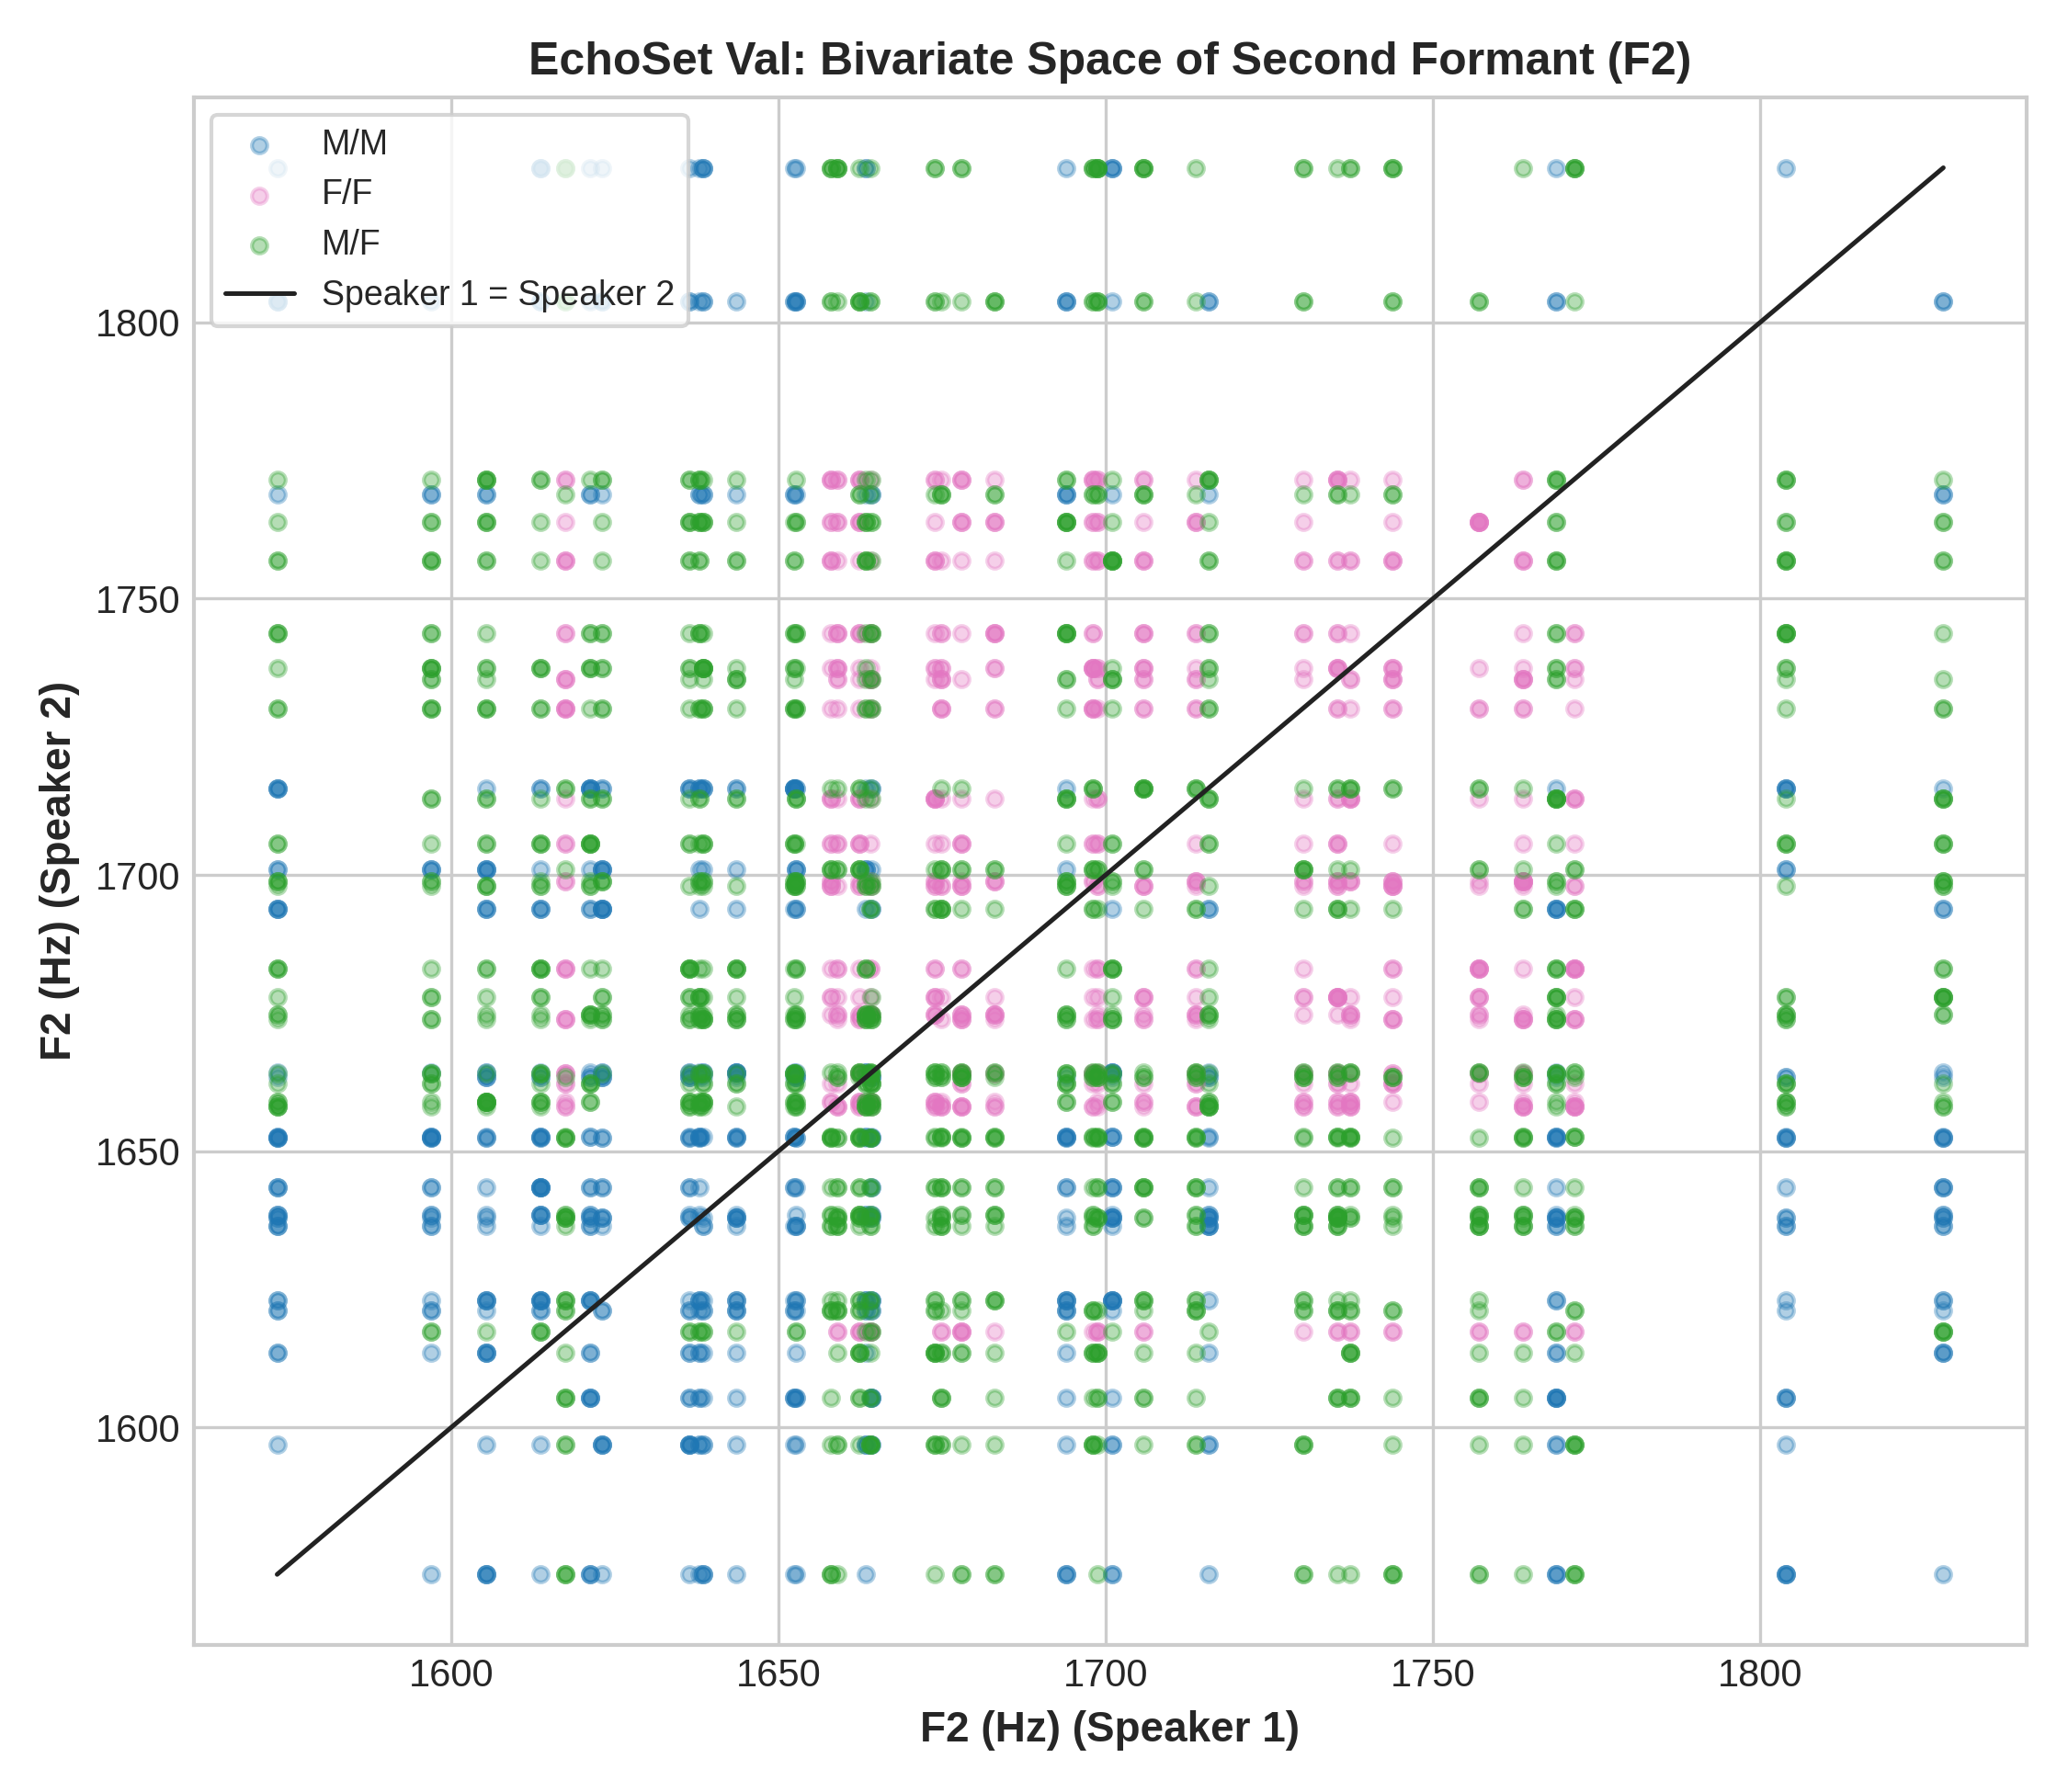 EchoSet Val: Bivariate Space of Second Formant (F2)
M/M
F/F
M/F
Speaker 1 = Speaker 2
1800
1750
1700
1650
1600
F2 (Hz) (Speaker 2)
1600 1650 1700 1750 1800
F2 (Hz) (Speaker 1)